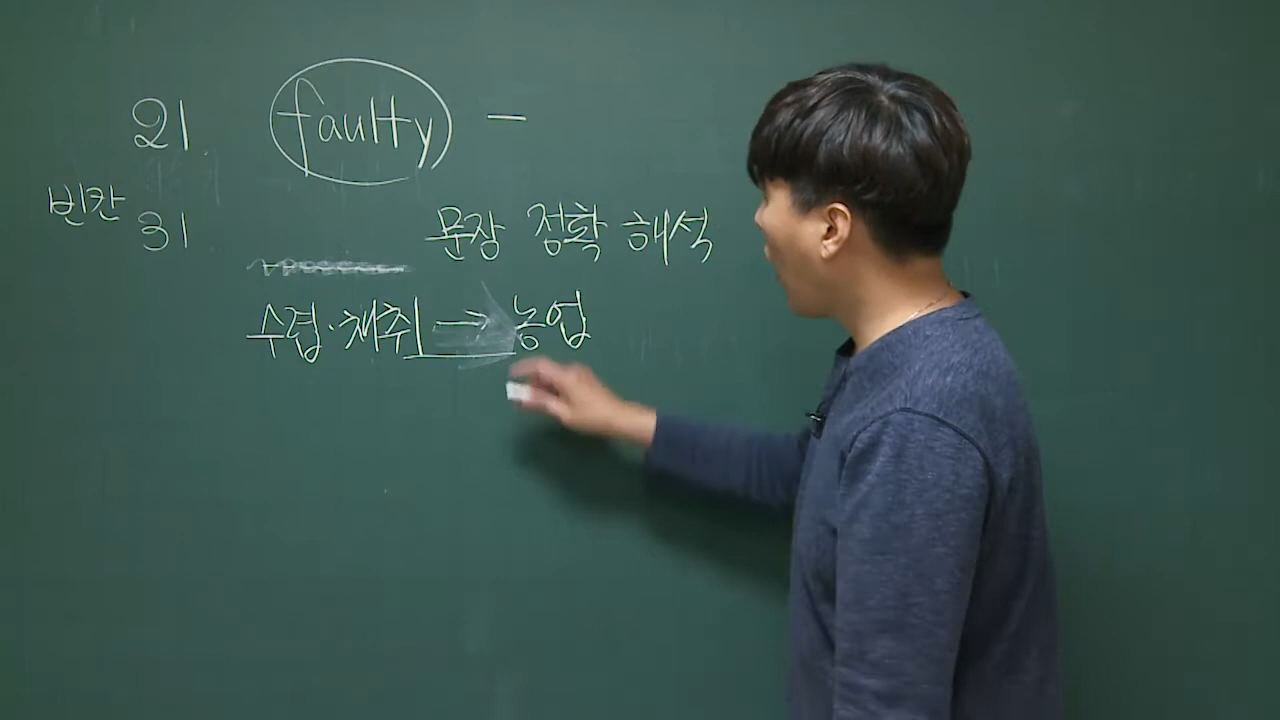 21. faulty -
빈칸
31 문장 정확 해석
수렵·채취 → 농업